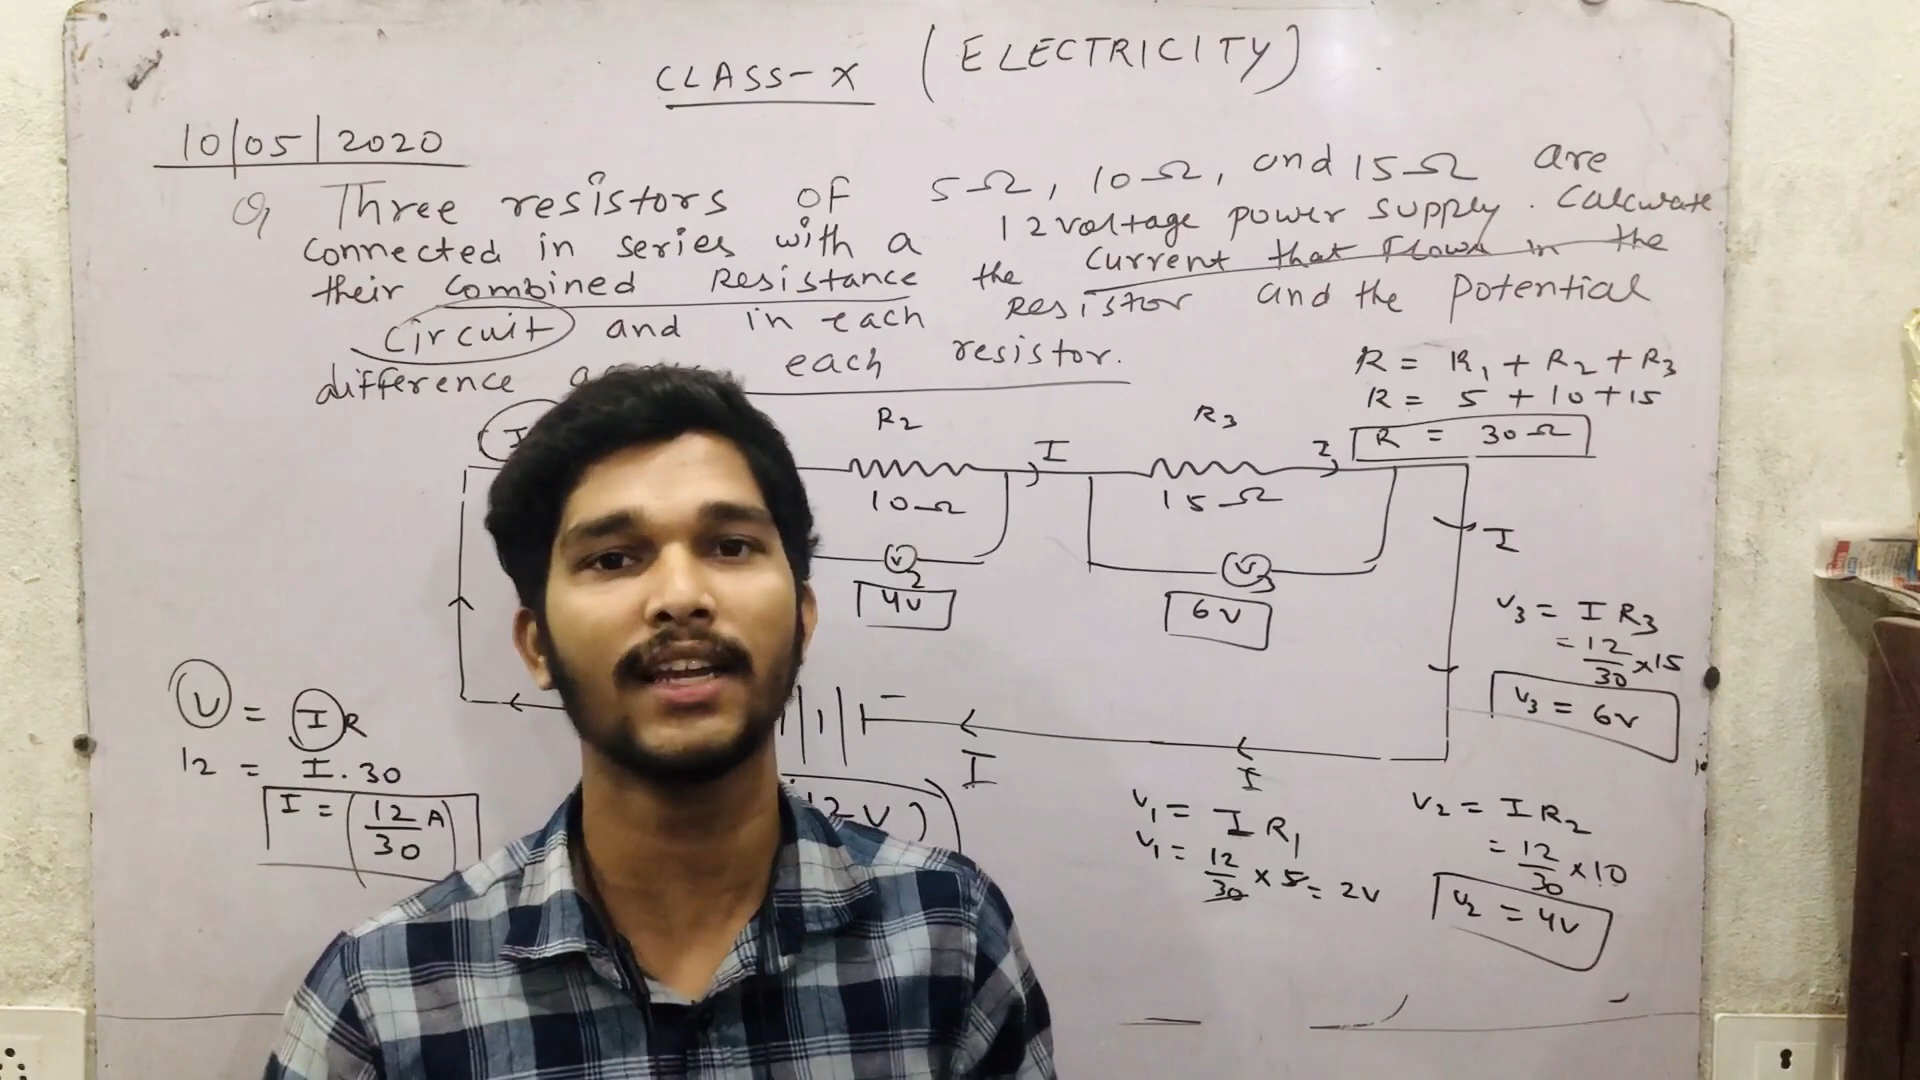 CLASS-X (ELECTRICITY)
10/05/2020
Q Three resistors of 5Ω, 10Ω, and 15Ω are
connected in series with a 12 voltage power supply. Calculate
their combined Resistance the current that flows in the
circuit and in each resistor and the potential
difference each resistor.
R = R₁ + R₂ + R₃
R = 5 + 10 + 15
R = 30Ω
I
R₂
I
R₃
10Ω
15Ω
I
V₂
4V
V₃
6V
V₃ = I R₃
= 12/30 × 15
V₃ = 6V
V = IR
12 = I.30
I = (12/30 A)
-
I
I
12V
V₁ = I R₁
V₁ = 12/30 × 5 = 2V
V₂ = I R₂
= 12/30 × 10
V₂ = 4V